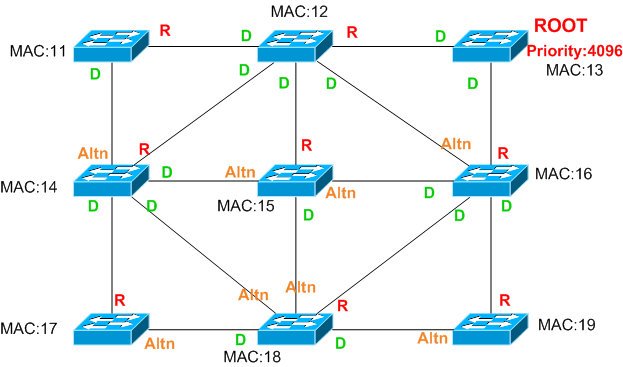 MAC:12
ROOT
R D R D Priority:4096
MAC:11 MAC:13
D D D D D
Altn R R Altn R
MAC:14 D Altn Altn D MAC:16
MAC:15
D D D D D
R Altn Altn R R
MAC:17 MAC:19
Altn D D Altn
MAC:18